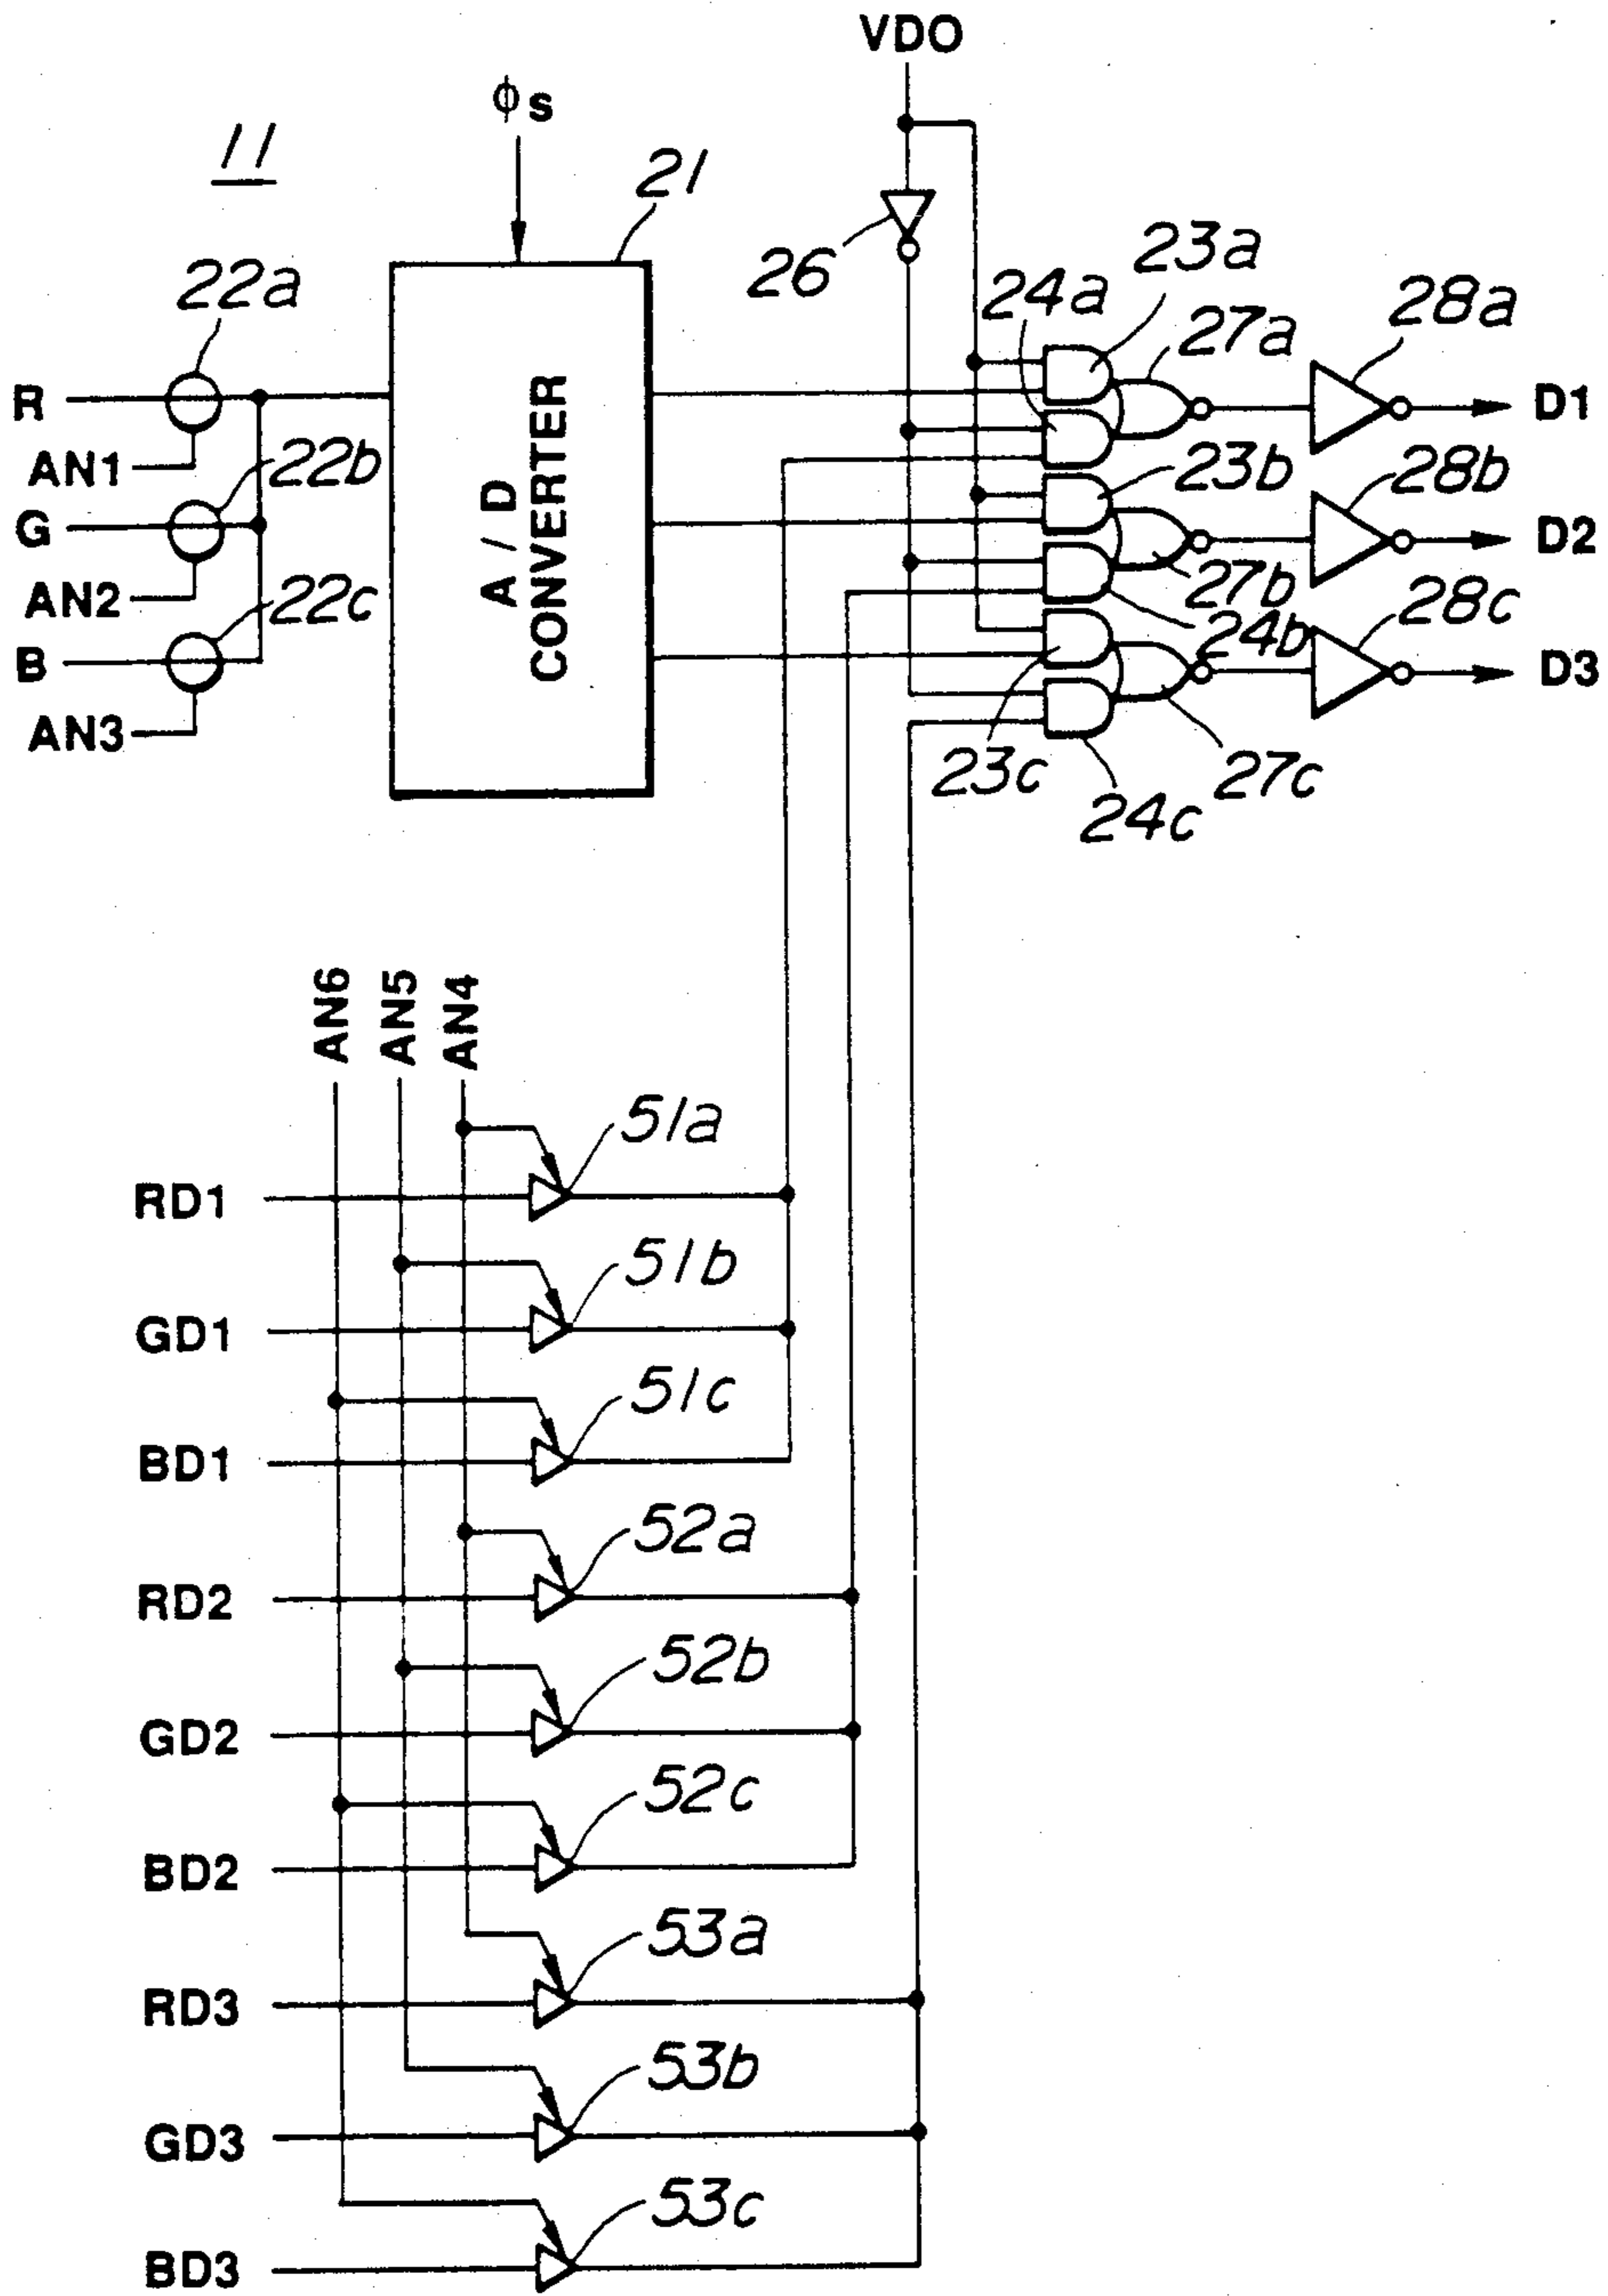 VDO
φs
11
21
22a
26
23a
24a
27a
28a
R
AN1
D1
22b
G
AN2
A/D CONVERTER
23b
28b
D2
22c
B
AN3
27b
24b
28c
D3
23c
27c
24c
AN6
AN5
AN4
51a
RD1
51b
GD1
51c
BD1
52a
RD2
52b
GD2
52c
BD2
53a
RD3
53b
GD3
53c
BD3